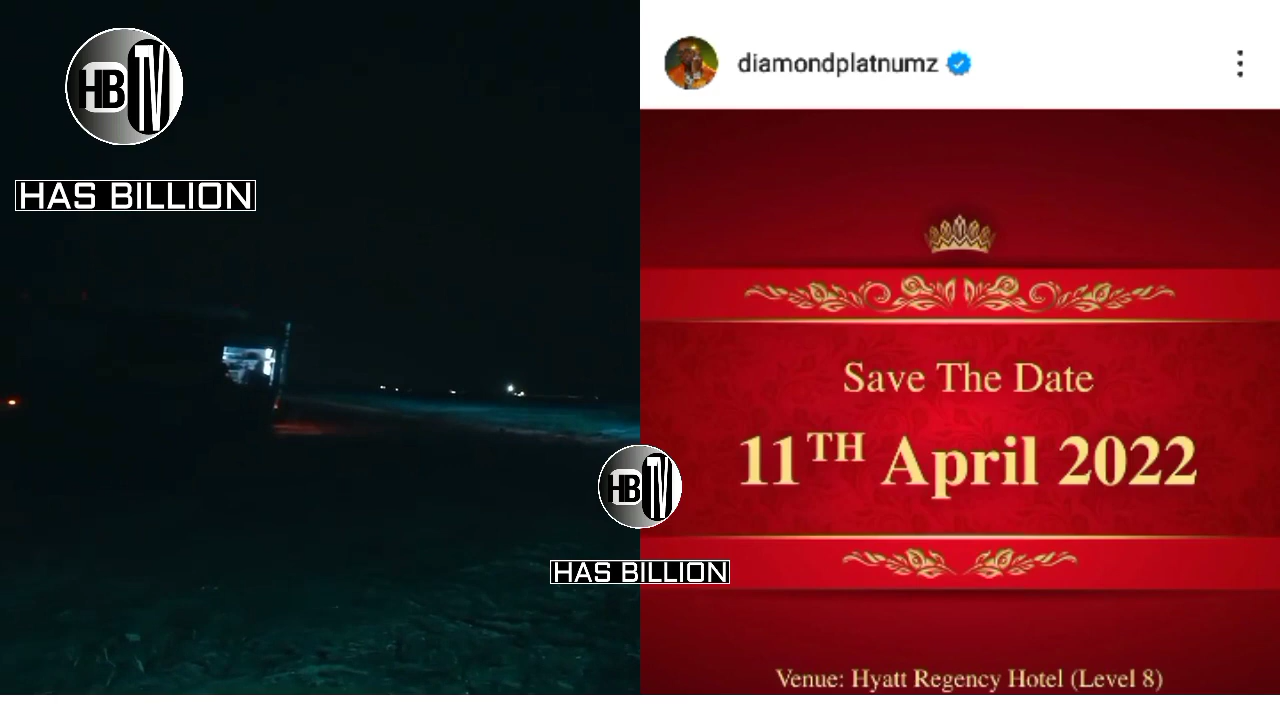 HB TV
HAS BILLION
diamondplatnumz
Save The Date
11TH April 2022
HB TV
HAS BILLION
Venue: Hyatt Regency Hotel (Level 8)